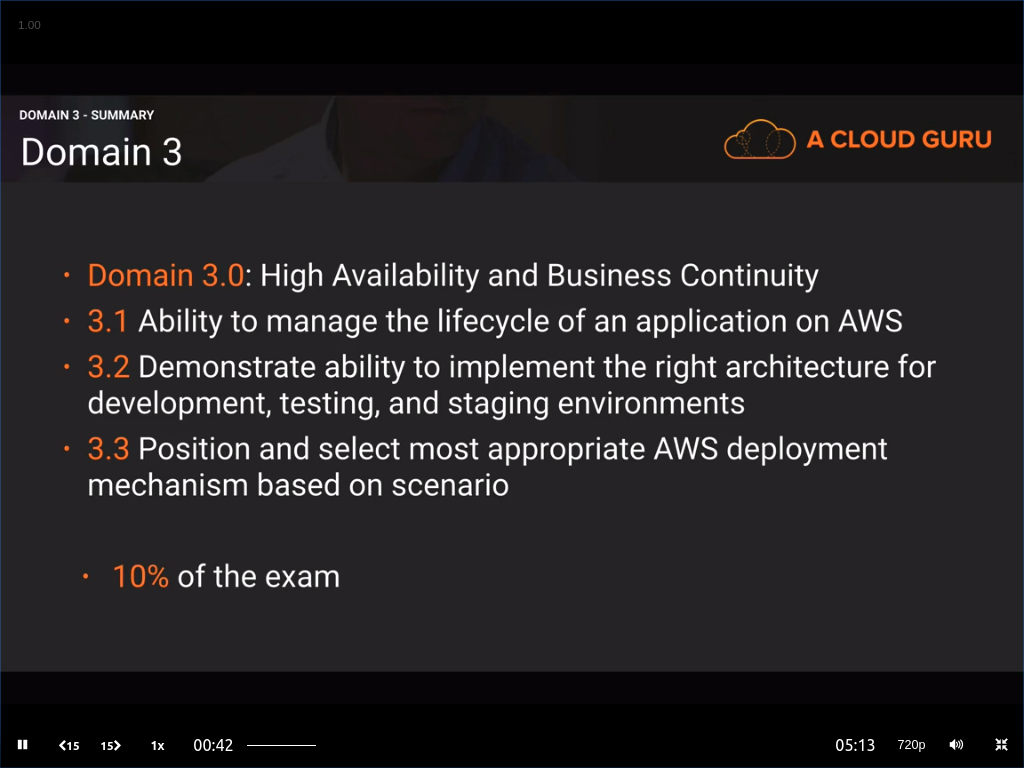 1.00
DOMAIN 3 - SUMMARY
Domain 3
A CLOUD GURU
• Domain 3.0: High Availability and Business Continuity
• 3.1 Ability to manage the lifecycle of an application on AWS
• 3.2 Demonstrate ability to implement the right architecture for
development, testing, and staging environments
• 3.3 Position and select most appropriate AWS deployment
mechanism based on scenario
• 10% of the exam
15 15 1x 00:42 05:13 720p